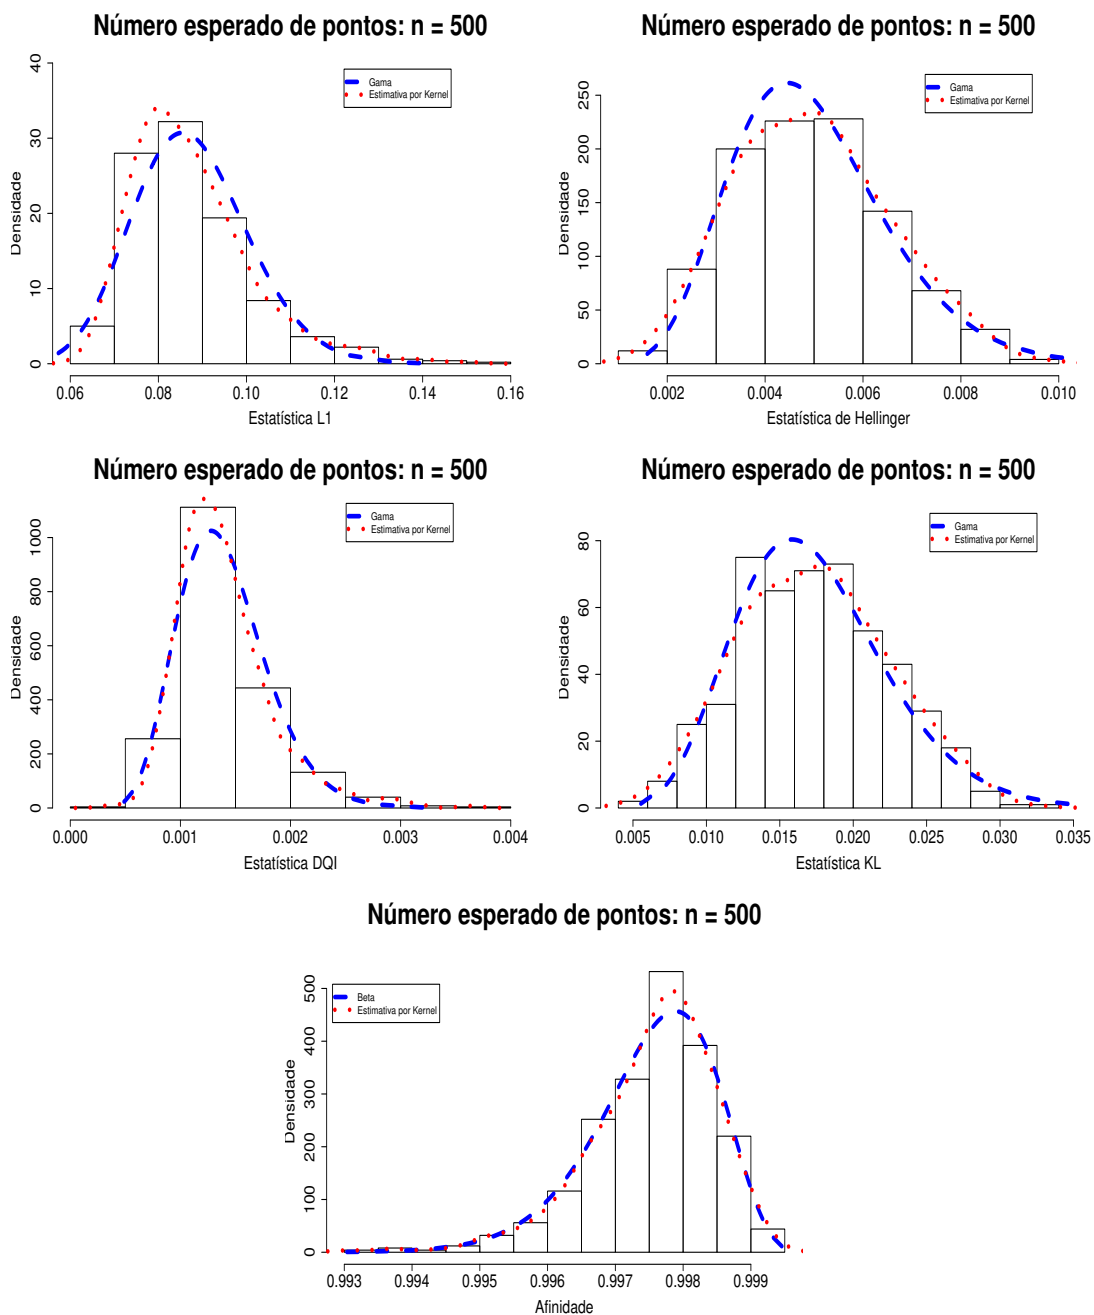 Número esperado de pontos: n = 500
Densidade
0 10 20 30 40
Gama
Estimativa por Kernel
0.06 0.08 0.10 0.12 0.14 0.16
Estatística L1
Número esperado de pontos: n = 500
Densidade
0 50 100 150 200 250
Gama
Estimativa por Kernel
0.002 0.004 0.006 0.008 0.010
Estatística de Hellinger
Número esperado de pontos: n = 500
Densidade
0 200 400 600 800 1000
Gama
Estimativa por Kernel
0.000 0.001 0.002 0.003 0.004
Estatística DQI
Número esperado de pontos: n = 500
Densidade
0 20 40 60 80
Gama
Estimativa por Kernel
0.005 0.010 0.015 0.020 0.025 0.030 0.035
Estatística KL
Número esperado de pontos: n = 500
Densidade
0 100 200 300 400 500
Beta
Estimativa por Kernel
0.993 0.994 0.995 0.996 0.997 0.998 0.999
Afinidade